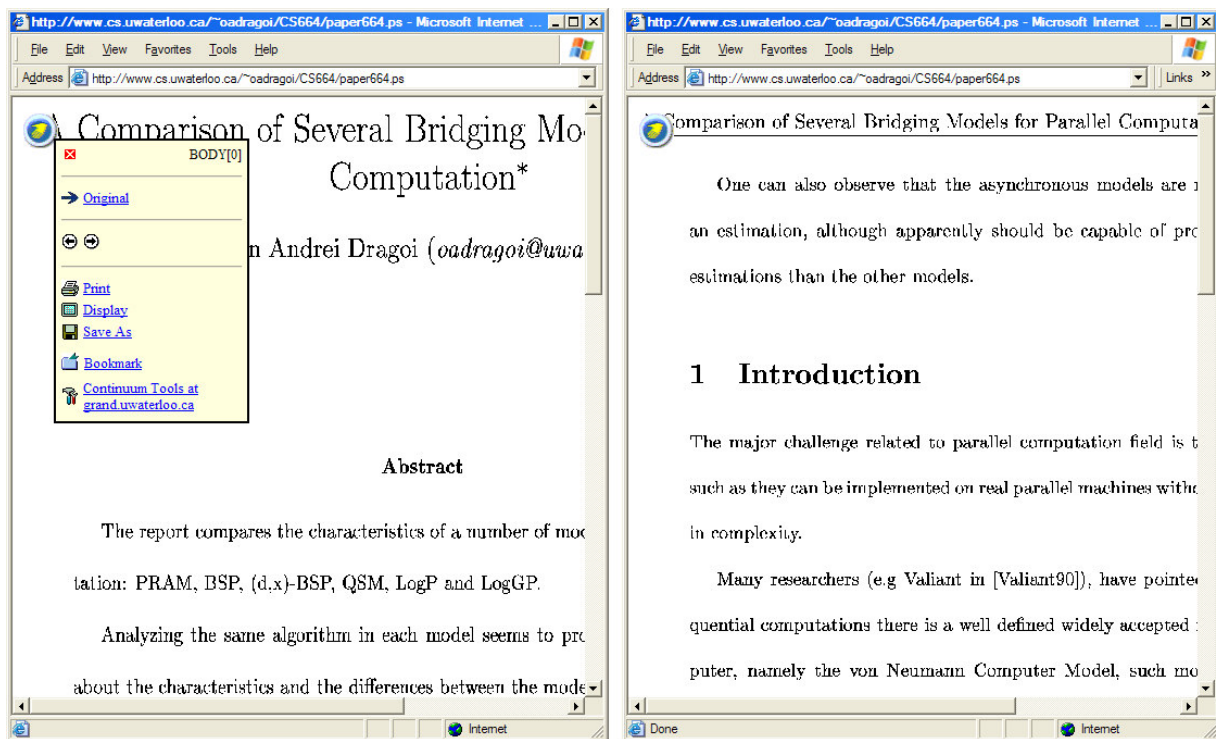 http://www.cs.uwaterloo.ca/~oadragoi/CS664/paper664.ps - Microsoft Internet ...
File Edit View Favorites Tools Help
Address http://www.cs.uwaterloo.ca/~oadragoi/CS664/paper664.ps
Comparison of Several Bridging Mo
Computation*
n Andrei Dragoi (oadragoi@uwa
BODY[0]
Original
Print
Display
Save As
Bookmark
Continuum Tools at
grand.uwaterloo.ca
Abstract
The report compares the characteristics of a number of mod
tation: PRAM, BSP, (d,x)-BSP, QSM, LogP and LogGP.
Analyzing the same algorithm in each model seems to pro
about the characteristics and the differences between the mode
Internet
http://www.cs.uwaterloo.ca/~oadragoi/CS664/paper664.ps - Microsoft Internet ...
File Edit View Favorites Tools Help
Address http://www.cs.uwaterloo.ca/~oadragoi/CS664/paper664.ps Links »
Comparison of Several Bridging Models for Parallel Computa
One can also observe that the asynchronous models are
an estimation, although apparently should be capable of pro
estimations than the other models.
1 Introduction
The major challenge related to parallel computation field is t
such as they can be implemented on real parallel machines witho
in complexity.
Many researchers (e.g Valiant in [Valiant90]), have pointe
quential computations there is a well defined widely accepted
puter, namely the von Neumann Computer Model, such mo
Done Internet